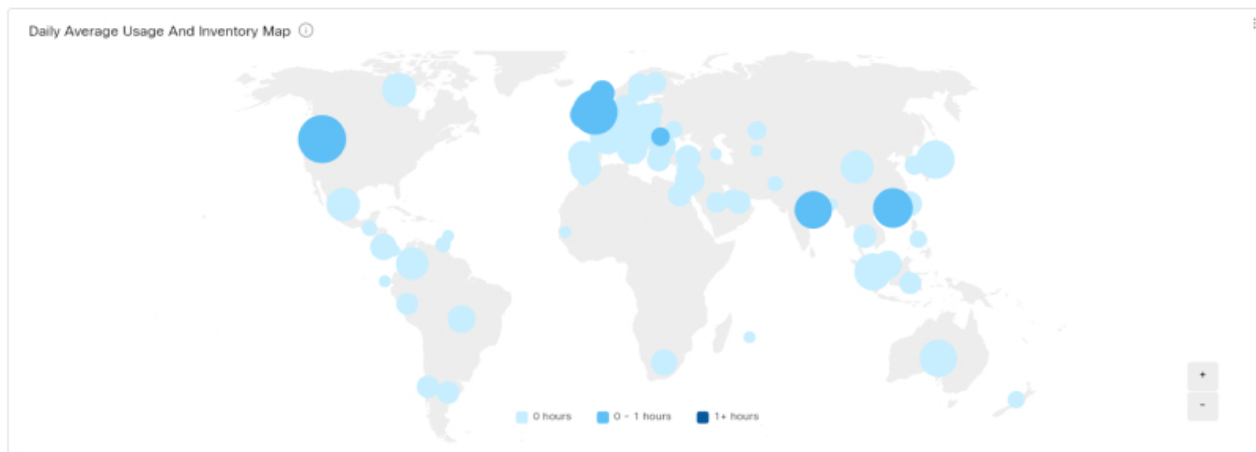 Daily Average Usage And Inventory Map
0 hours
0 - 1 hours
1+ hours
+
-